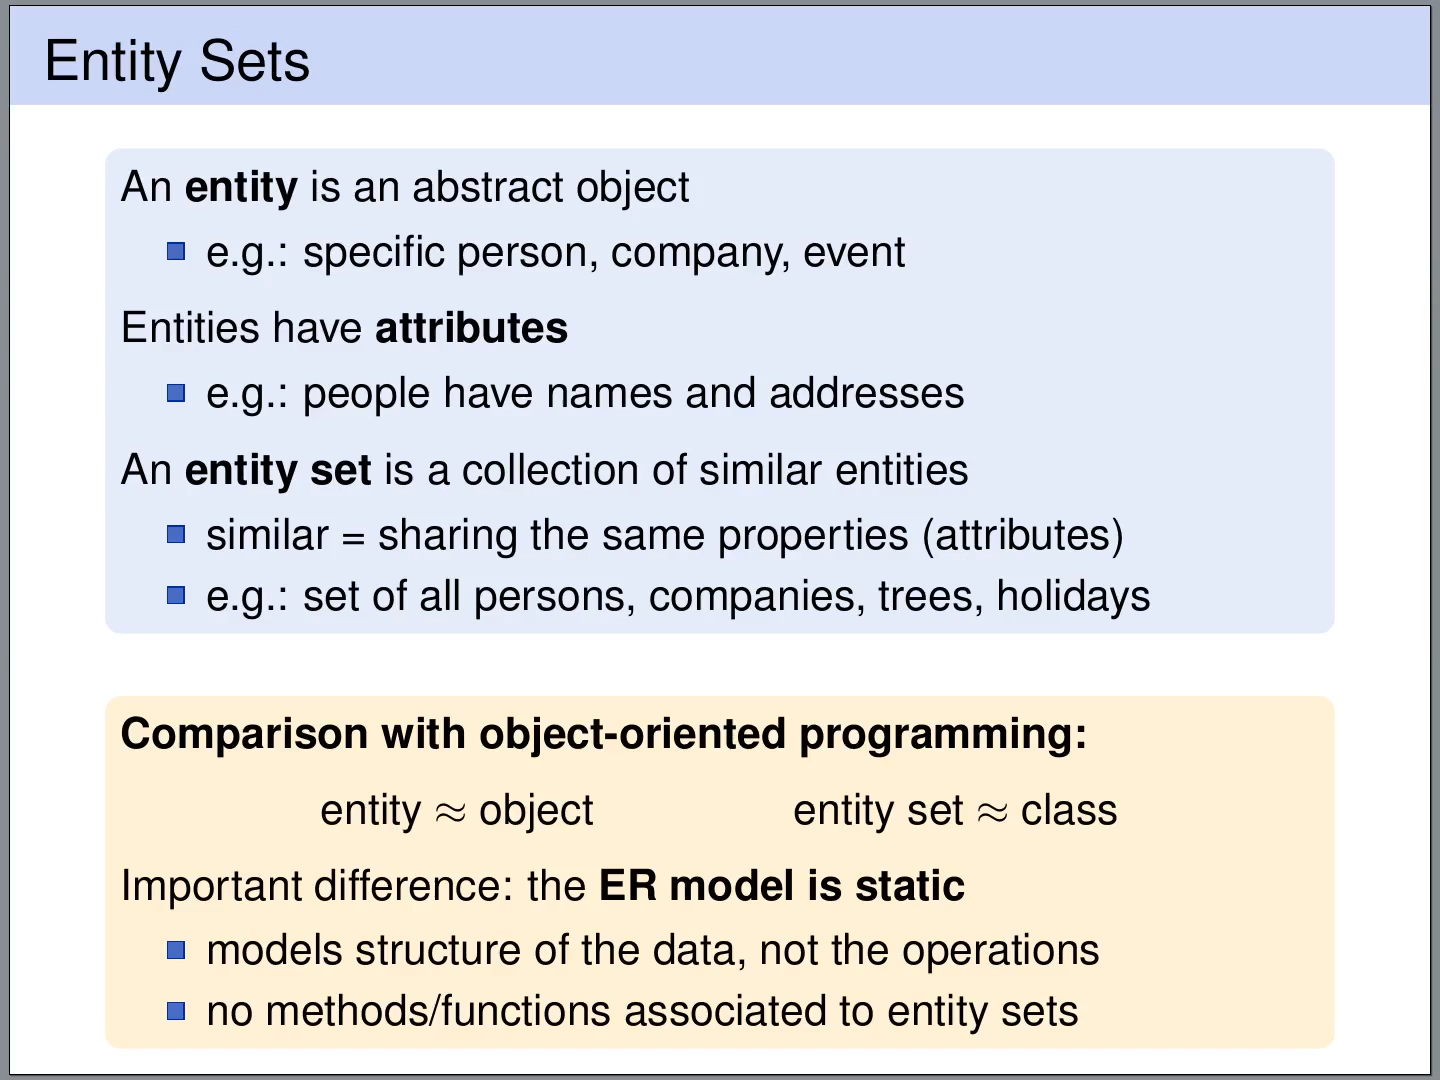 Entity Sets
An entity is an abstract object
e.g.: specific person, company, event
Entities have attributes
e.g.: people have names and addresses
An entity set is a collection of similar entities
similar = sharing the same properties (attributes)
e.g.: set of all persons, companies, trees, holidays
Comparison with object-oriented programming:
entity ≈ object entity set ≈ class
Important difference: the ER model is static
models structure of the data, not the operations
no methods/functions associated to entity sets